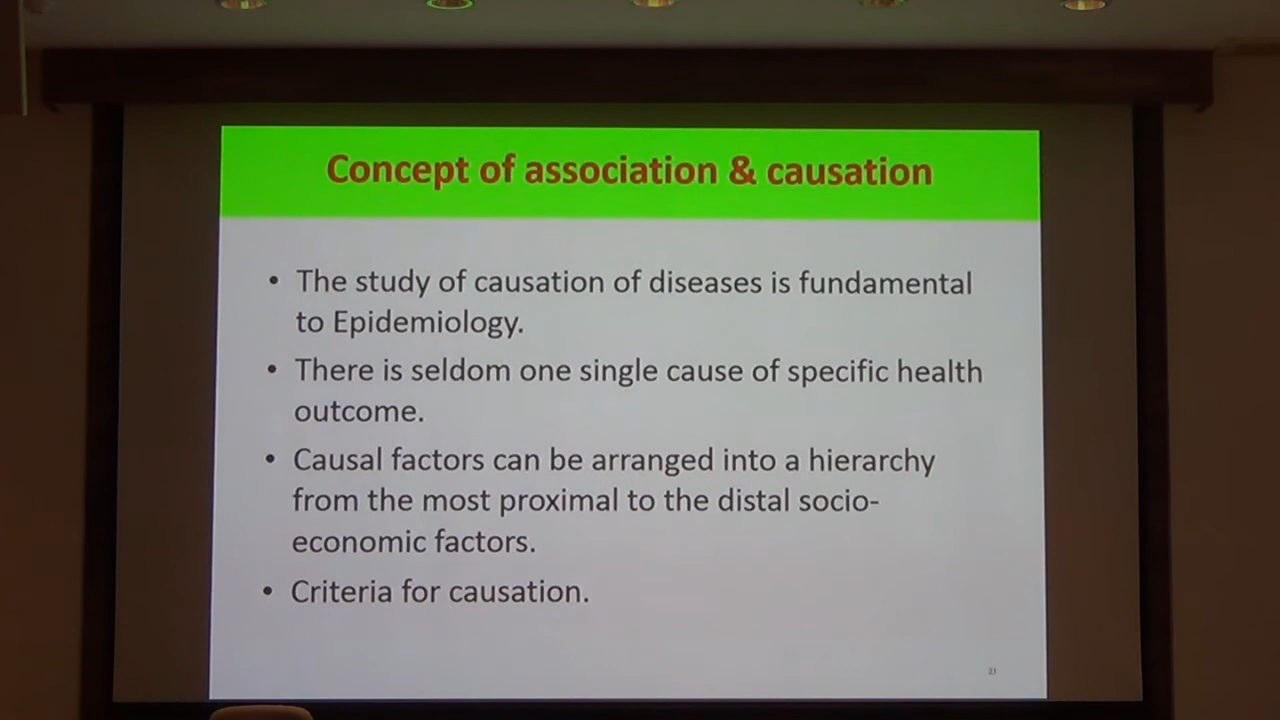 Concept of association & causation
• The study of causation of diseases is fundamental
to Epidemiology.
• There is seldom one single cause of specific health
outcome.
• Causal factors can be arranged into a hierarchy
from the most proximal to the distal socio-
economic factors.
• Criteria for causation.